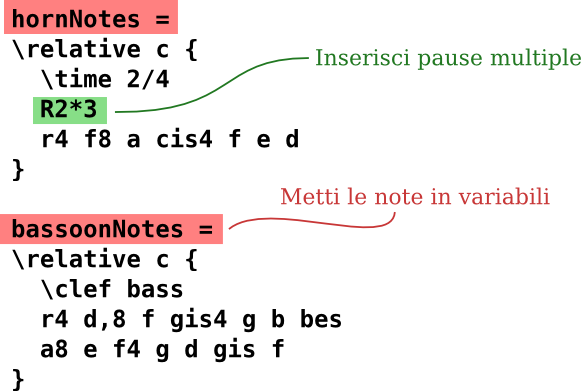 hornNotes =
\relative c {
Inserisci pause multiple
\time 2/4
R2*3
r4 f8 a cis4 f e d
}
Metti le note in variabili
bassoonNotes =
\relative c {
\clef bass
r4 d,8 f gis4 g b bes
a8 e f4 g d gis f
}